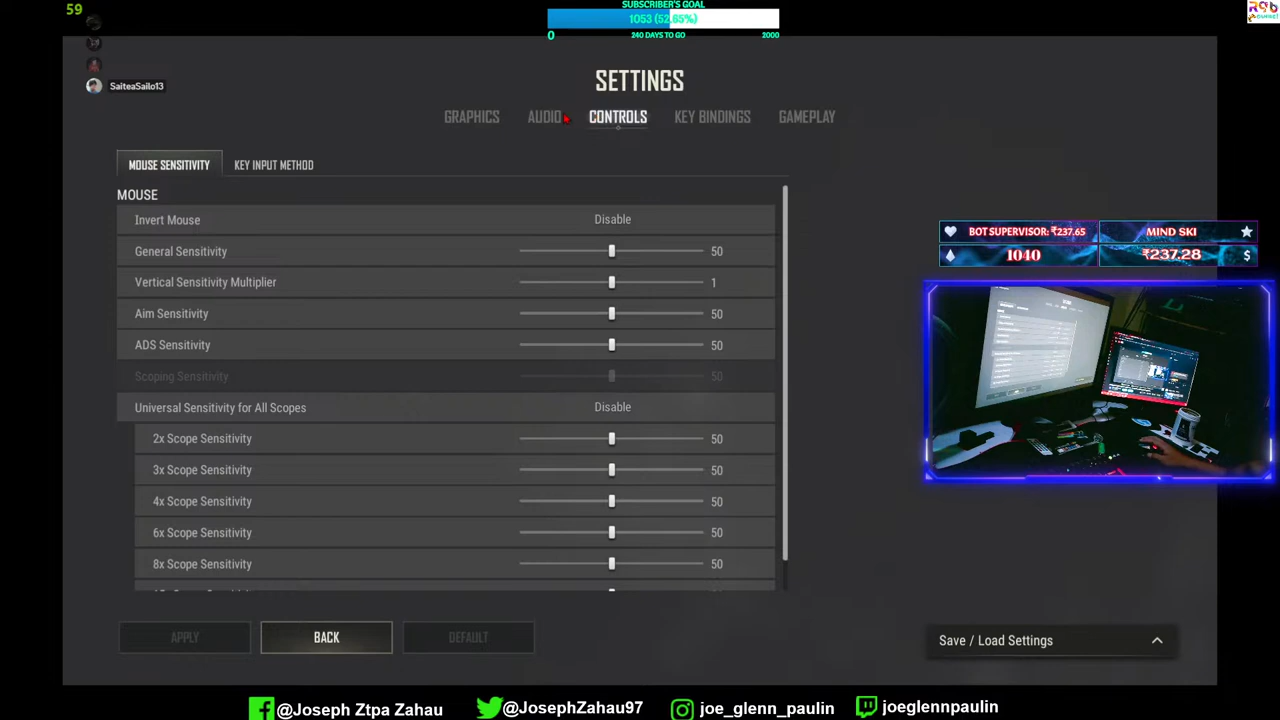 59
SUBSCRIBER'S GOAL
1053 (52.65%)
0 240 DAYS TO GO 2000
SaiteaSailo13
SETTINGS
GRAPHICS AUDIO CONTROLS KEY BINDINGS GAMEPLAY
MOUSE SENSITIVITY KEY INPUT METHOD
MOUSE
Invert Mouse Disable
General Sensitivity 50
Vertical Sensitivity Multiplier 1
Aim Sensitivity 50
ADS Sensitivity 50
Scoping Sensitivity 50
Universal Sensitivity for All Scopes Disable
2x Scope Sensitivity 50
3x Scope Sensitivity 50
4x Scope Sensitivity 50
6x Scope Sensitivity 50
8x Scope Sensitivity 50
BOT SUPERVISOR: ₹237.65 MIND SKI
1040 ₹237.28 $
APPLY BACK DEFAULT
Save / Load Settings
@Joseph Ztpa Zahau @JosephZahau97 joe_glenn_paulin joeglennpaulin